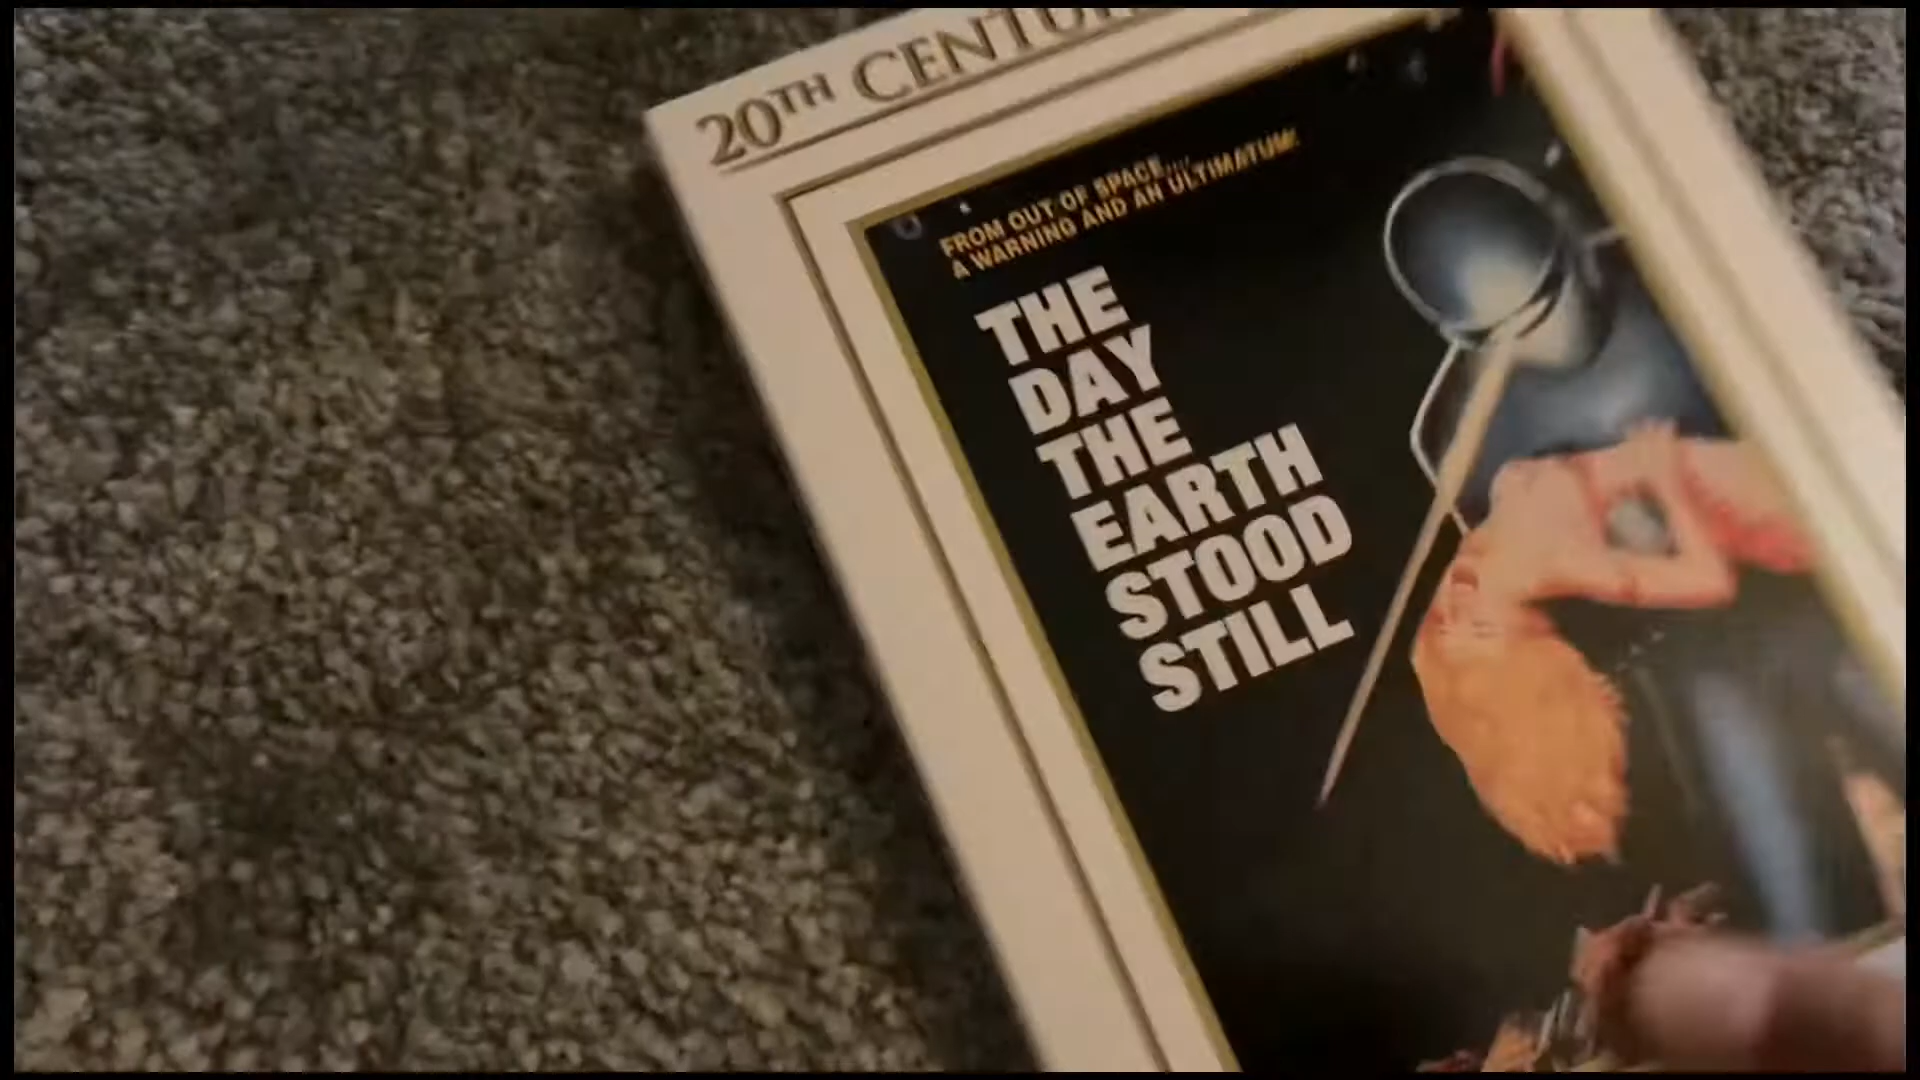 20TH CENTU
FROM OUT OF SPACE....
A WARNING AND AN ULTIMATUM!
THE
DAY
THE
EARTH
STOOD
STILL